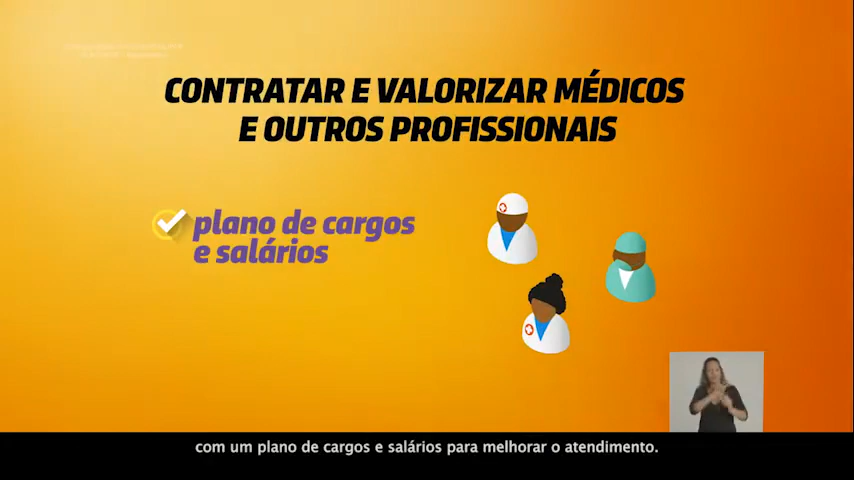 CONTRATAR E VALORIZAR MÉDICOS
E OUTROS PROFISSIONAIS
plano de cargos
e salários
com um plano de cargos e salários para melhorar o atendimento.